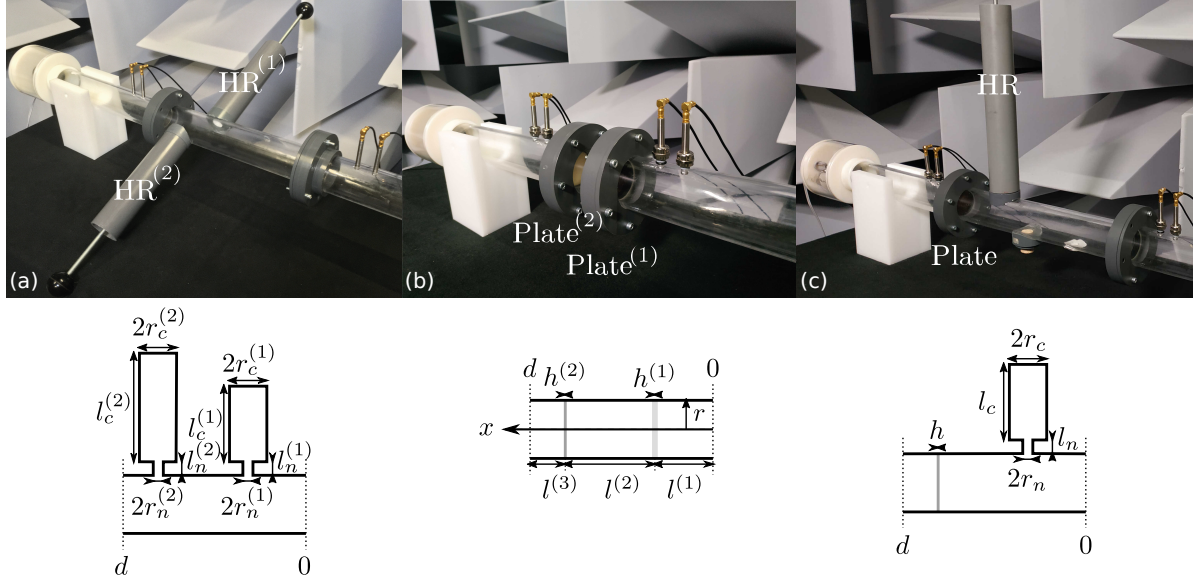 HR^(1)
HR^(2)
(a)
Plate^(2)
Plate^(1)
(b)
HR
Plate
(c)
2r_c^(2)
2r_c^(1)
l_c^(2)
l_c^(1)
l_n^(2)
l_n^(1)
2r_n^(2)
2r_n^(1)
d
0
d
0
h^(2)
h^(1)
r
x
l^(3)
l^(2)
l^(1)
2r_c
l_c
l_n
h
2r_n
d
0